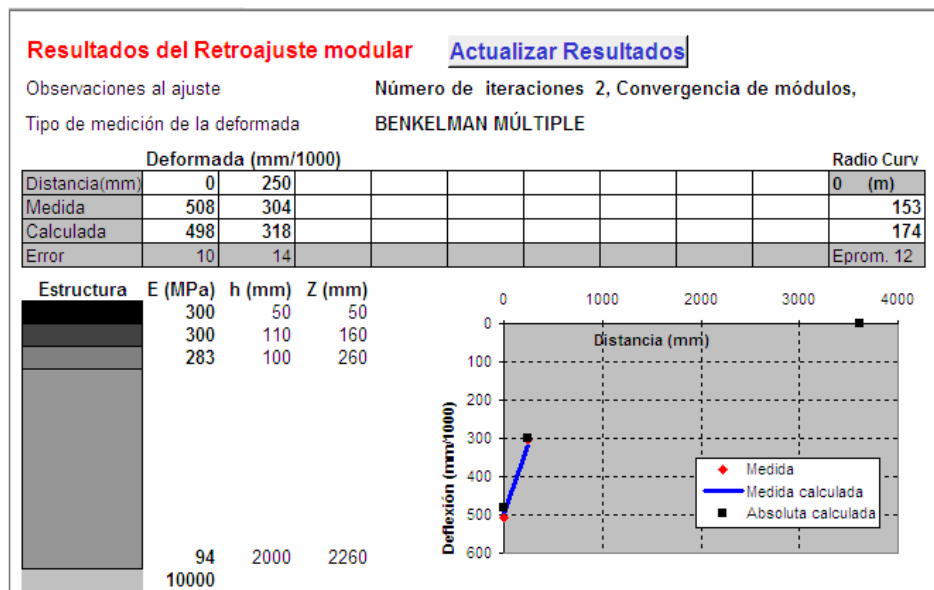 Resultados del Retroajuste modular Actualizar Resultados
Observaciones al ajuste Número de iteraciones 2, Convergencia de módulos,
Tipo de medición de la deformada BENKELMAN MÚLTIPLE
Deformada (mm/1000) Radio Curv
Distancia(mm) 0 250 0 (m)
Medida 508 304 153
Calculada 498 318 174
Error 10 14 Eprom. 12
Estructura E (MPa) h (mm) Z (mm)
300 50 50
300 110 160
283 100 260
94 2000 2260
10000
0 1000 2000 3000 4000
Distancia (mm)
0
100
200
300
400
500
600
Deflexión (mm/1000)
Medida
Medida calculada
Absoluta calculada